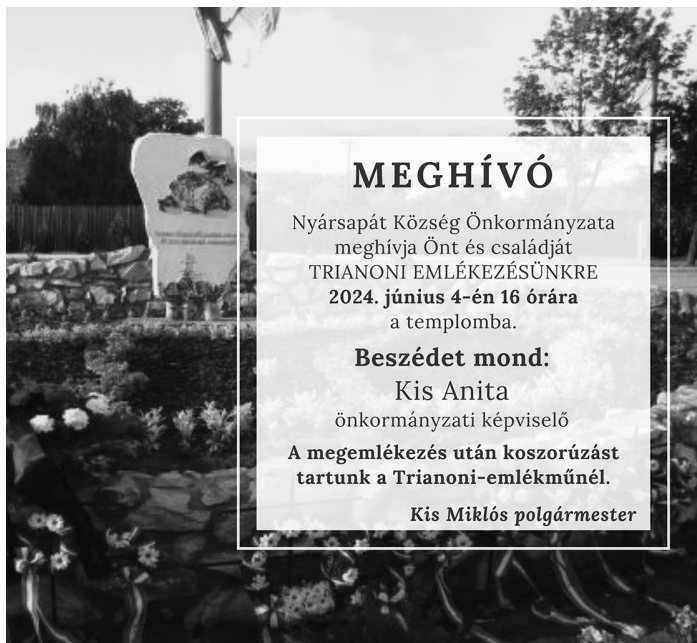 MEGHÍVÓ
Nyársapát Község Önkormányzata
meghívja Önt és családját
TRIANONI EMLÉKEZÉSÜNKRE
2024. június 4-én 16 órára
a templomba.
Beszédet mond:
Kis Anita
önkormányzati képviselő
A megemlékezés után koszorúzást
tartunk a Trianoni-emlékműnél.
Kis Miklós polgármester